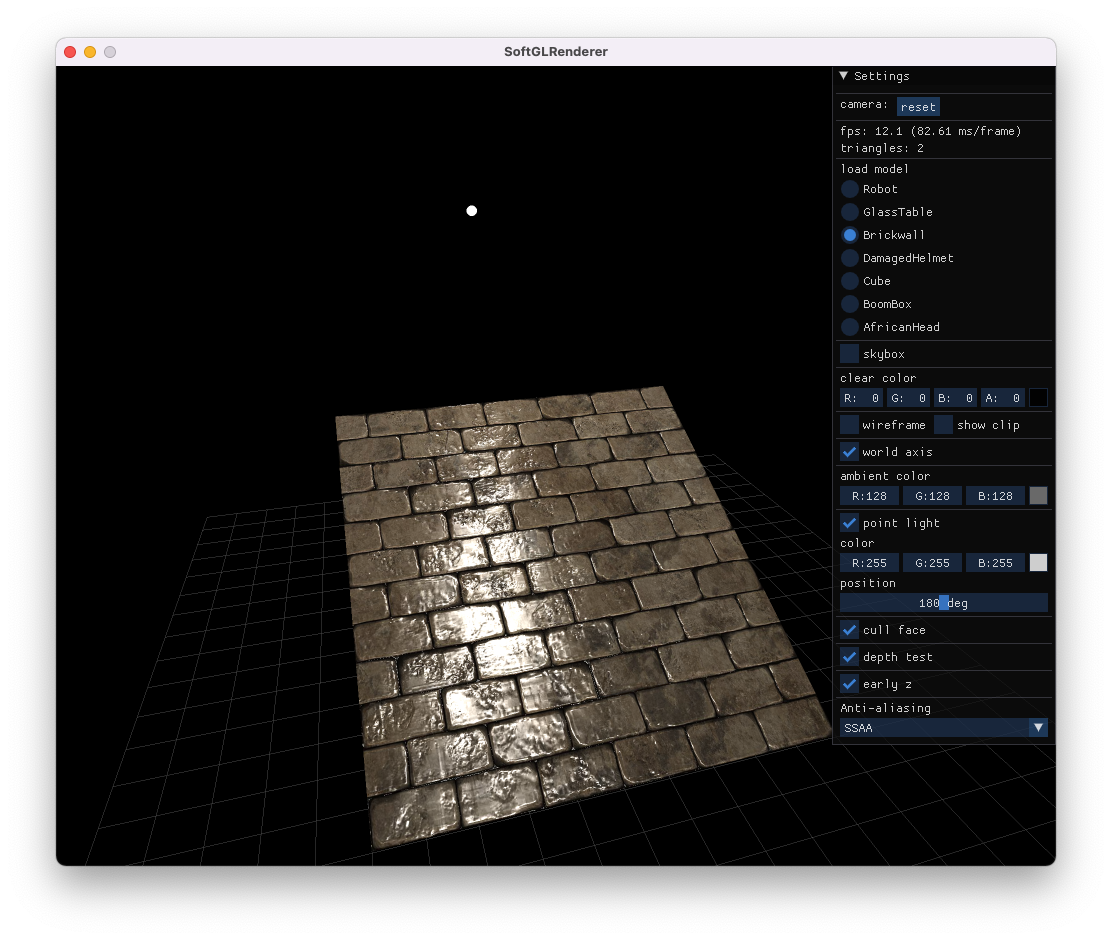 SoftGLRenderer
Settings
camera: reset
fps: 12.1 (82.61 ms/frame)
triangles: 2
load model
Robot
GlassTable
Brickwall
DamagedHelmet
Cube
BoomBox
AfricanHead
skybox
clear color
R: 0 G: 0 B: 0 A: 0
wireframe show clip
world axis
ambient color
R:128 G:128 B:128
point light
color
R:255 G:255 B:255
position
180 deg
cull face
depth test
early z
Anti-aliasing
SSAA